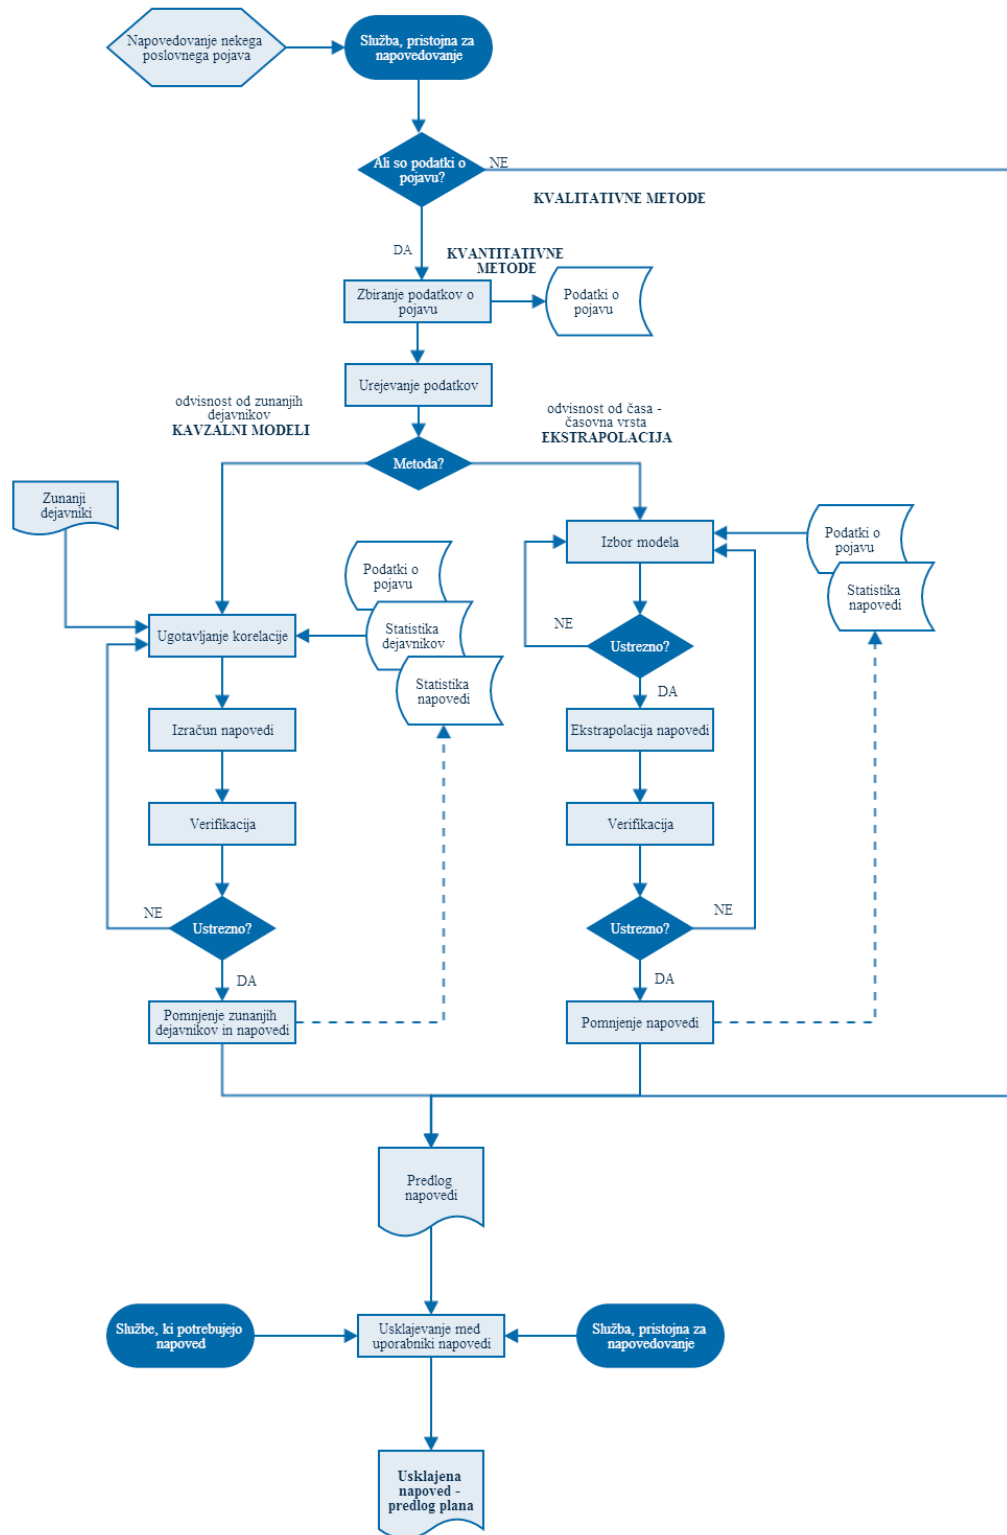 Napovedovanje nekega
poslovnega pojava
Služba, pristojna za
napovedovanje
Ali so podatki o
pojavu?
NE
KVALITATIVNE METODE
DA
KVANTITATIVNE
METODE
Zbiranje podatkov o
pojavu
Podatki o
pojavu
Urejevanje podatkov
odvisnost od zunanjih
dejavnikov
KAVZALNI MODELI
odvisnost od časa -
časovna vrsta
EKSTRAPOLACIJA
Metoda?
Zunanji
dejavniki
Podatki o
pojavu
Statistika
dejavnikov
Statistika
napovedi
Ugotavljanje korelacije
Izračun napovedi
Verifikacija
NE
Ustrezno?
DA
Pomnjenje zunanjih
dejavnikov in napovedi
Izbor modela
Podatki o
pojavu
Statistika
napovedi
NE
Ustrezno?
DA
Ekstrapolacija napovedi
Verifikacija
NE
Ustrezno?
DA
Pomnjenje napovedi
Predlog
napovedi
Službe, ki potrebujejo
napoved
Usklajevanje med
uporabniki napovedi
Služba, pristojna za
napovedovanje
Usklajena
napoved -
predlog plana